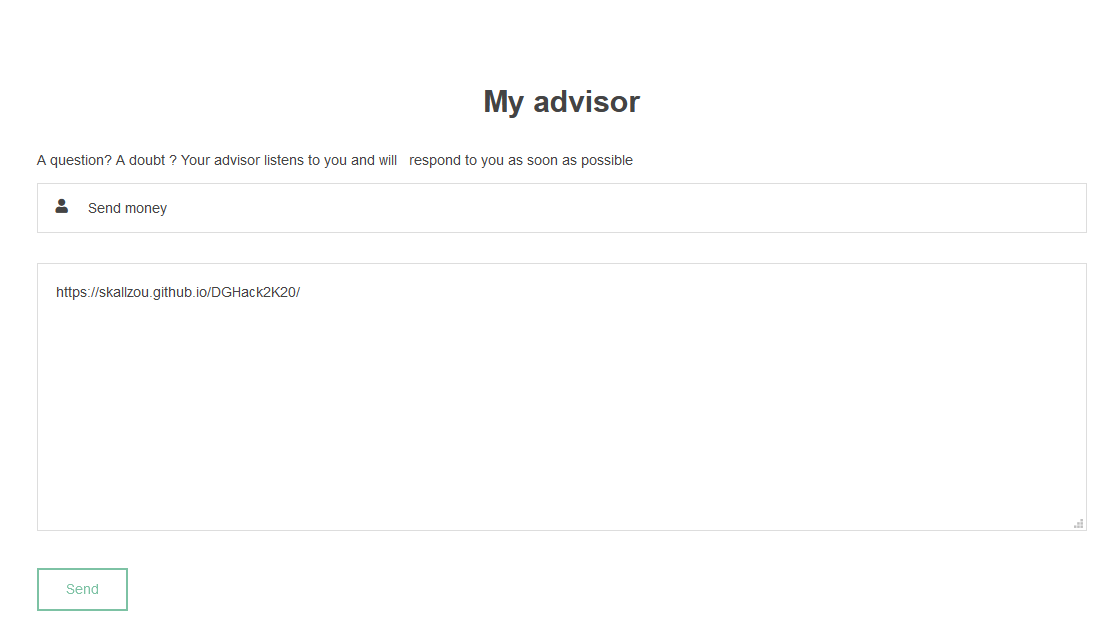 My advisor
A question? A doubt ? Your advisor listens to you and will   respond to you as soon as possible
Send money
https://skallzou.github.io/DGHack2K20/
Send